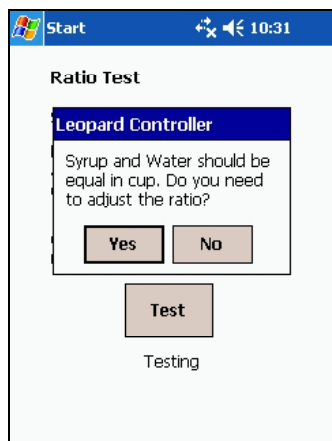 Start 10:31
Ratio Test
Leopard Controller
Syrup and Water should be
equal in cup. Do you need
to adjust the ratio?
Yes No
Test
Testing